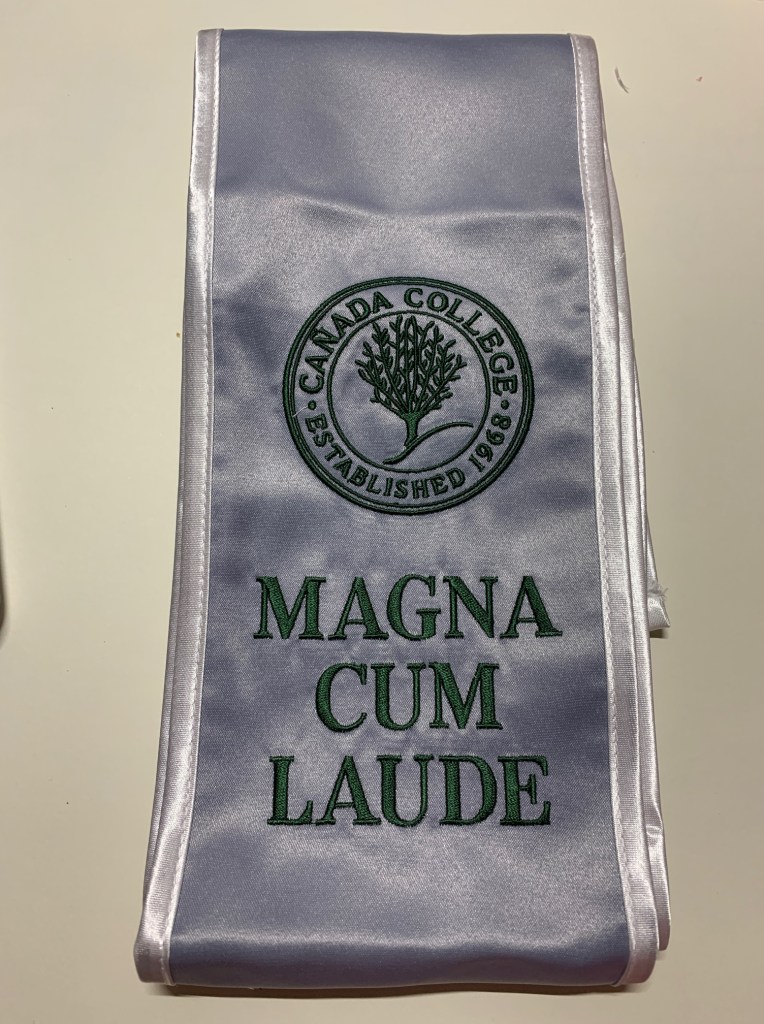 CAÑADA COLLEGE
• ESTABLISHED 1968 •
MAGNA
CUM
LAUDE